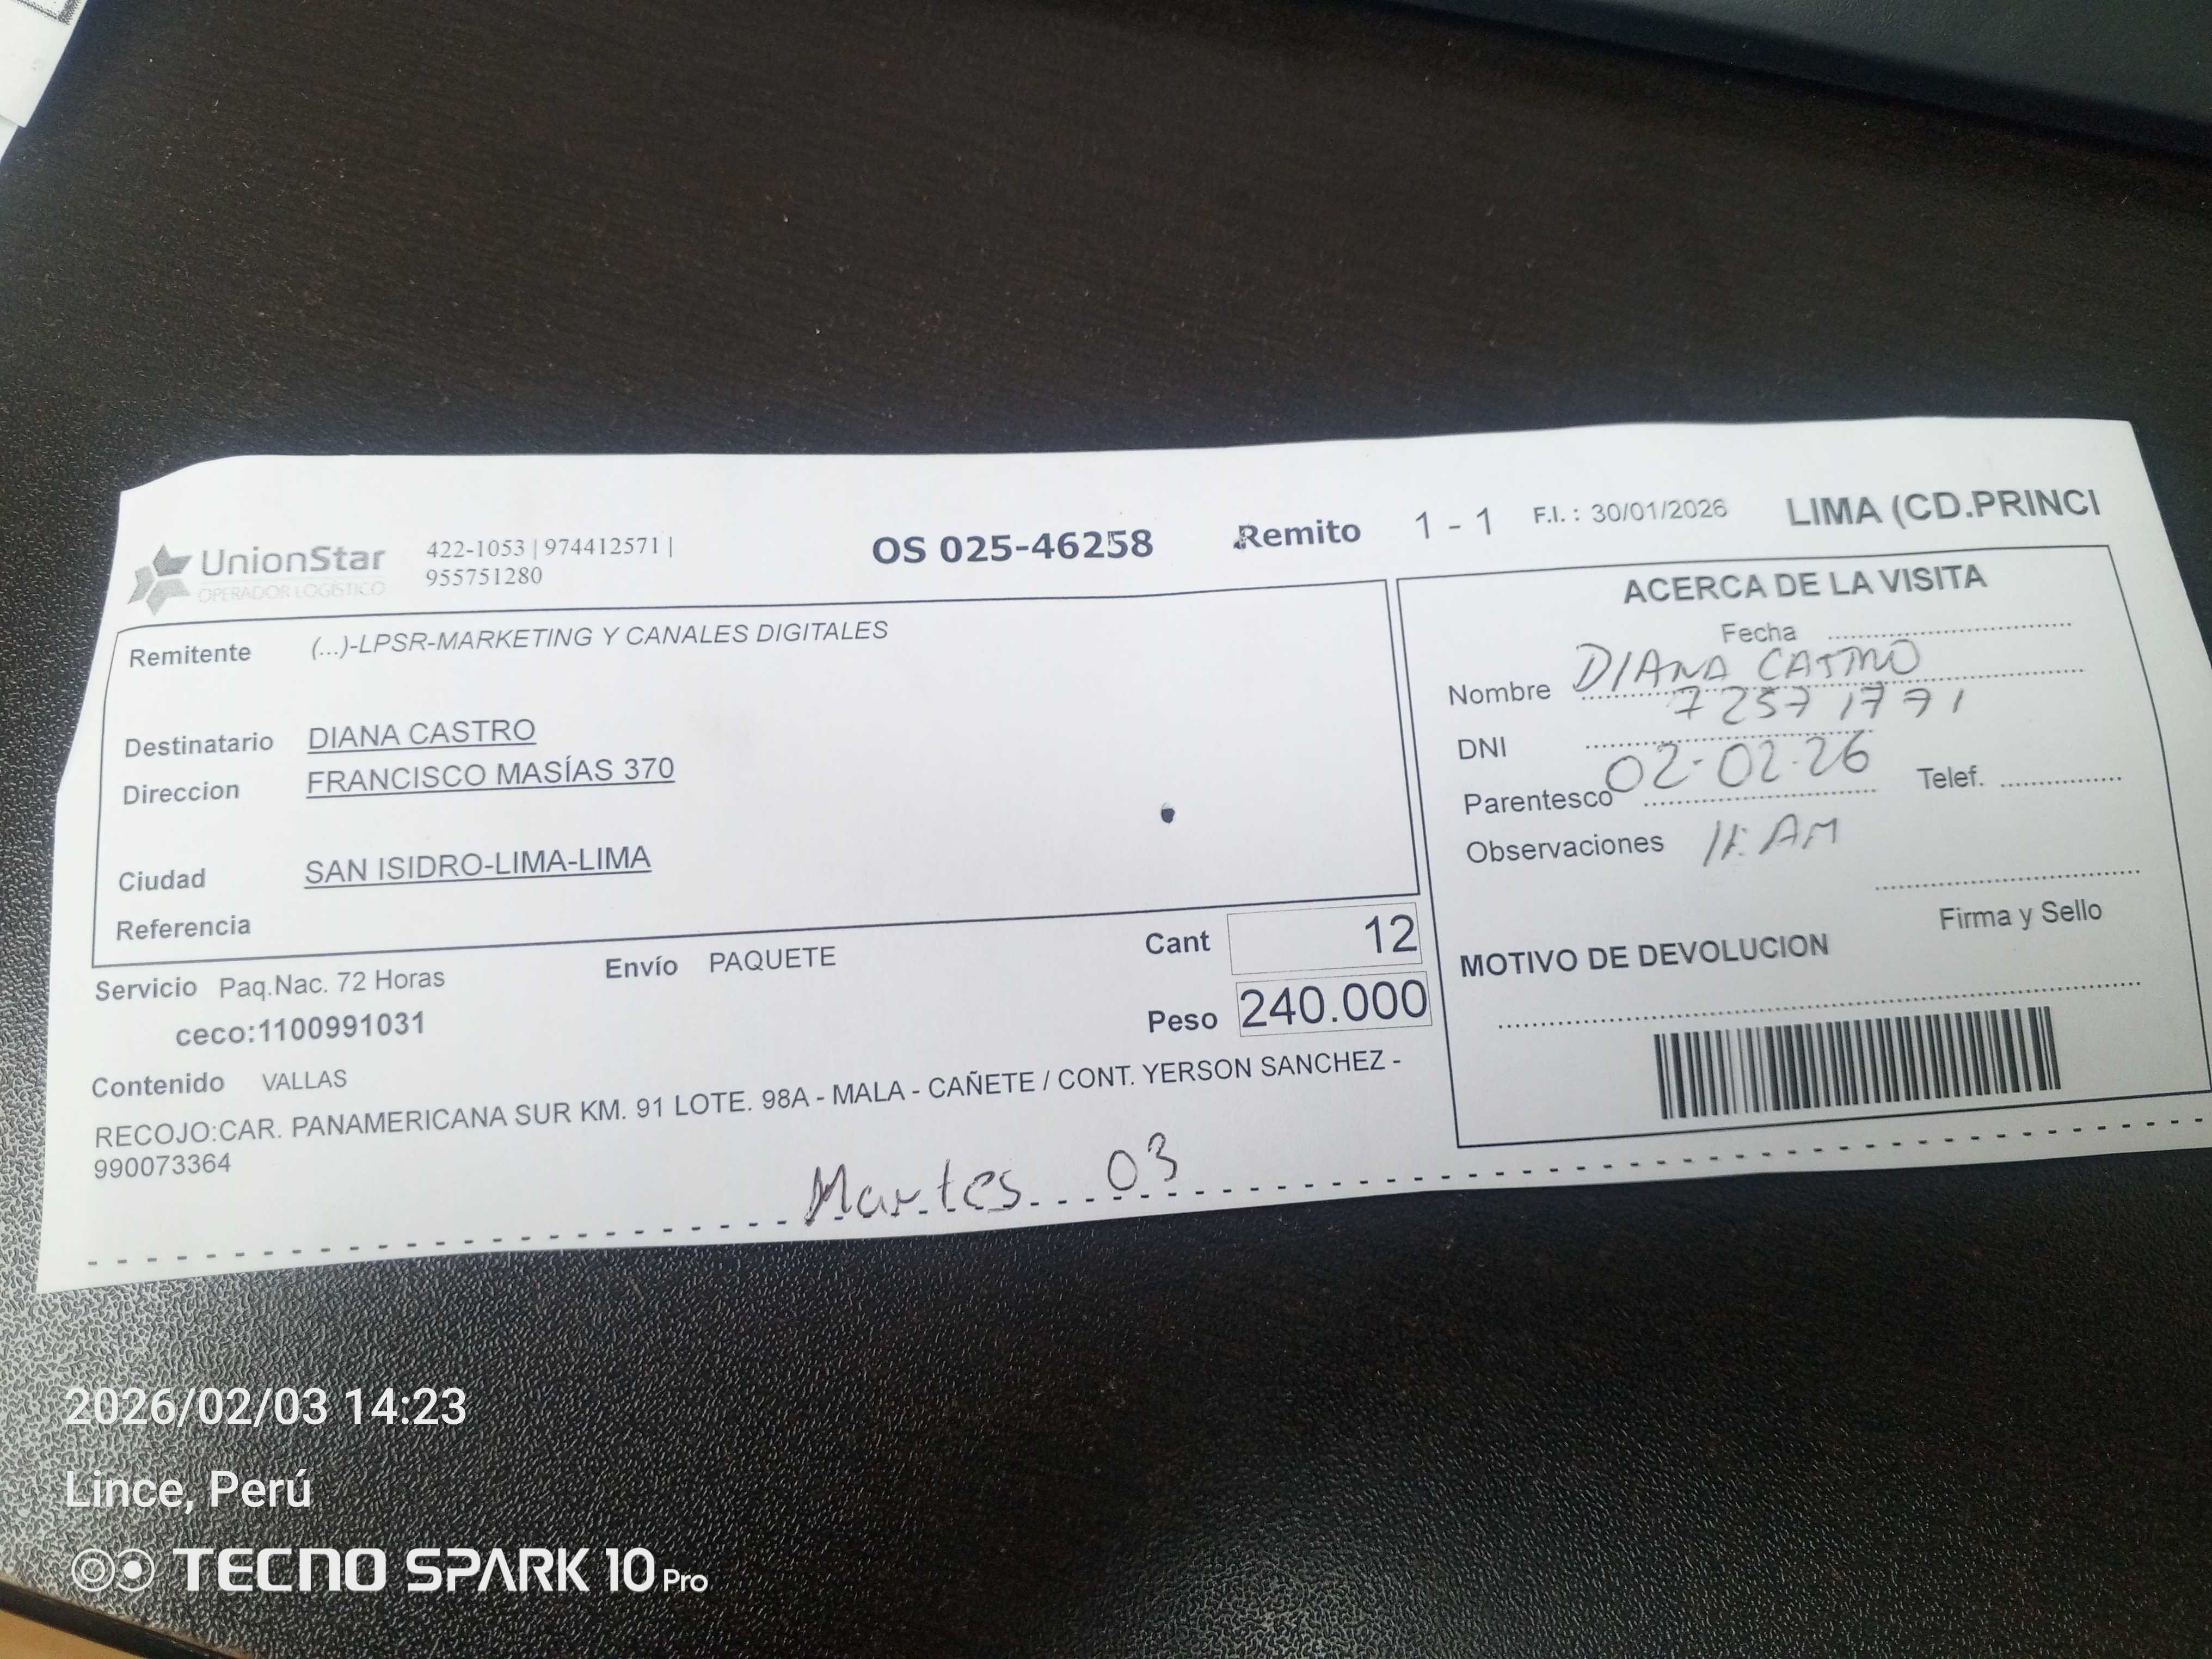 UnionStar
OPERADOR LOGISTICO
422-1053 | 974412571 |
955751280
OS 025-46258
Remito 1 - 1
F.I. : 30/01/2026
LIMA (CD.PRINCI
Remitente (...)-LPSR-MARKETING Y CANALES DIGITALES
Destinatario DIANA CASTRO
Direccion FRANCISCO MASÍAS 370
Ciudad SAN ISIDRO-LIMA-LIMA
Referencia
Servicio Paq.Nac. 72 Horas
Envío PAQUETE
Cant 12
ceco:1100991031
Peso 240.000
Contenido VALLAS
RECOJO:CAR. PANAMERICANA SUR KM. 91 LOTE. 98A - MALA - CAÑETE / CONT. YERSON SANCHEZ -
990073364
Martes 03
ACERCA DE LA VISITA
Fecha
Nombre DIANA CASTRO
72571771
DNI
02-02-26
Parentesco Telef.
Observaciones 11: AM
Firma y Sello
MOTIVO DE DEVOLUCION
2026/02/03 14:23
Lince, Perú
TECNO SPARK 10 Pro